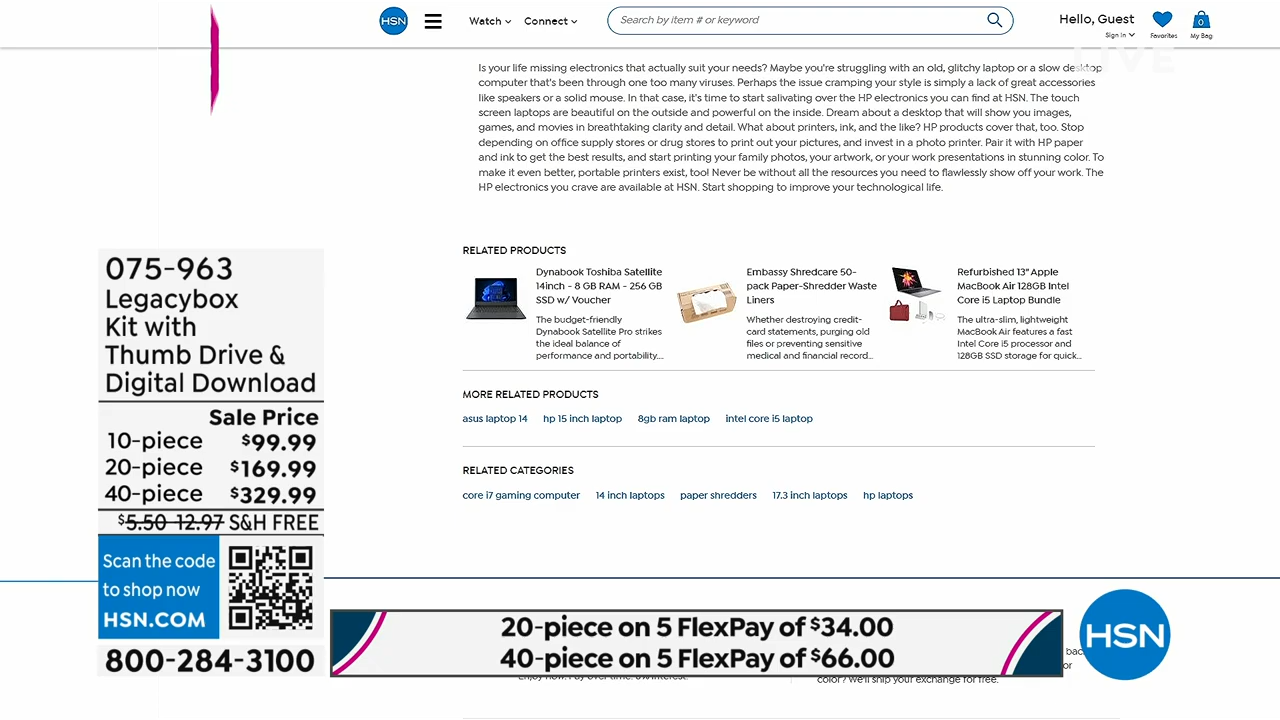 HSN
Watch
Connect
Search by item # or keyword
Hello, Guest
Sign In
Favorites
0
My Bag
LIVE
Is your life missing electronics that actually suit your needs? Maybe you're struggling with an old, glitchy laptop or a slow desktop
computer that's been through one too many viruses. Perhaps the issue cramping your style is simply a lack of great accessories
like speakers or a solid mouse. In that case, it's time to start salivating over the HP electronics you can find at HSN. The touch
screen laptops are beautiful on the outside and powerful on the inside. Dream about a desktop that will show you images,
games, and movies in breathtaking clarity and detail. What about printers, ink, and the like? HP products cover that, too. Stop
depending on office supply stores or drug stores to print out your pictures, and invest in a photo printer. Pair it with HP paper
and ink to get the best results, and start printing your family photos, your artwork, or your work presentations in stunning color. To
make it even better, portable printers exist, too! Never be without all the resources you need to flawlessly show off your work. The
HP electronics you crave are available at HSN. Start shopping to improve your technological life.
RELATED PRODUCTS
Dynabook Toshiba Satellite
14inch - 8 GB RAM - 256 GB
SSD w/ Voucher
The budget-friendly
Dynabook Satellite Pro strikes
the ideal balance of
performance and portability....
Embassy Shredcare 50-
pack Paper-Shredder Waste
Liners
Whether destroying credit-
card statements, purging old
files or preventing sensitive
medical and financial record...
Refurbished 13" Apple
MacBook Air 128GB Intel
Core i5 Laptop Bundle
The ultra-slim, lightweight
MacBook Air features a fast
Intel Core i5 processor and
128GB SSD storage for quick...
MORE RELATED PRODUCTS
asus laptop 14 hp 15 inch laptop 8gb ram laptop intel core i5 laptop
RELATED CATEGORIES
core i7 gaming computer 14 inch laptops paper shredders 17.3 inch laptops hp laptops
075-963
Legacybox
Kit with
Thumb Drive &
Digital Download
Sale Price
10-piece $99.99
20-piece $169.99
40-piece $329.99
$5.50-12.97 S&H FREE
Scan the code
to shop now
HSN.COM
800-284-3100
20-piece on 5 FlexPay of $34.00
40-piece on 5 FlexPay of $66.00
HSN
or
color? We'll ship your exchange for free.